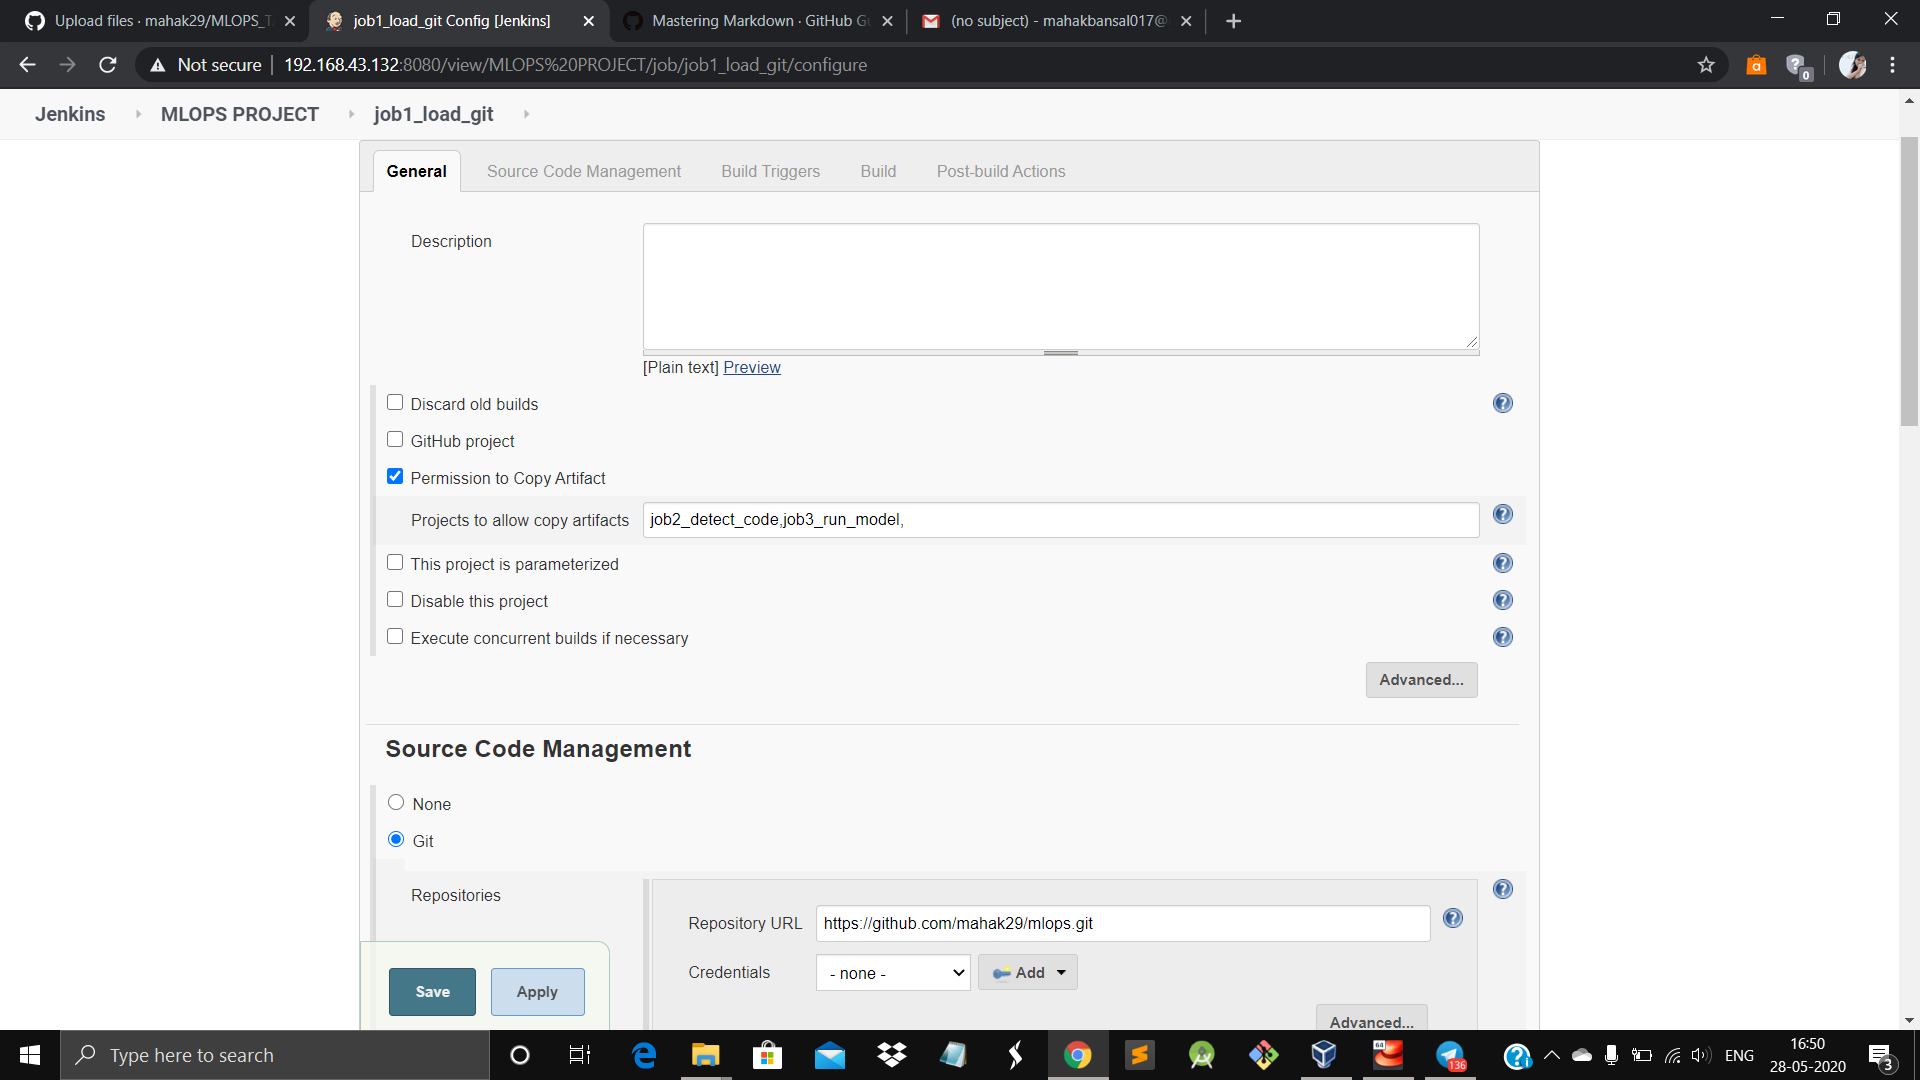 Upload files · mahak29/MLOPS_T
job1_load_git Config [Jenkins]
Mastering Markdown · GitHub Gu
(no subject) - mahakbansal017@
Not secure
192.168.43.132:8080/view/MLOPS%20PROJECT/job/job1_load_git/configure
0
Jenkins
MLOPS PROJECT
job1_load_git
General
Source Code Management
Build Triggers
Build
Post-build Actions
Description
[Plain text] Preview
Discard old builds
GitHub project
Permission to Copy Artifact
Projects to allow copy artifacts
job2_detect_code,job3_run_model,
This project is parameterized
Disable this project
Execute concurrent builds if necessary
Advanced...
Source Code Management
None
Git
Repositories
Repository URL
https://github.com/mahak29/mlops.git
Credentials
- none -
Add
Advanced...
Save
Apply
Type here to search
64
136
ENG
16:50
28-05-2020
3